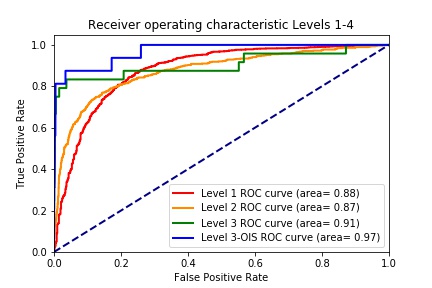 Receiver operating characteristic Levels 1-4
1.0
0.8
0.6
0.4
0.2
0.0
True Positive Rate
Level 1 ROC curve (area= 0.88)
Level 2 ROC curve (area= 0.87)
Level 3 ROC curve (area= 0.91)
Level 3-OIS ROC curve (area= 0.97)
0.0 0.2 0.4 0.6 0.8 1.0
False Positive Rate